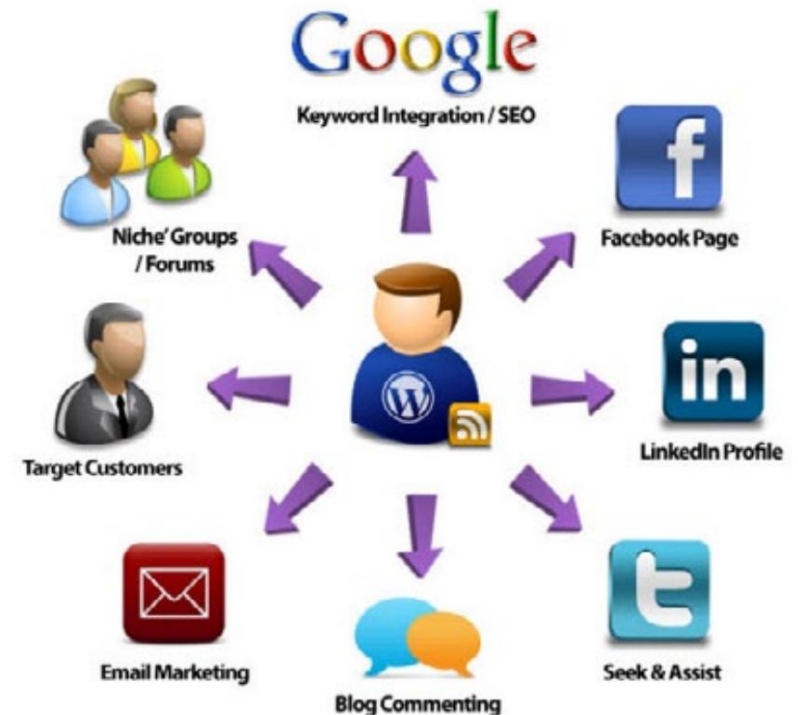 Google
Keyword Integration / SEO
f
Facebook Page
Niche' Groups
/ Forums
W
in
LinkedIn Profile
Target Customers
t
Seek & Assist
Email Marketing
Blog Commenting